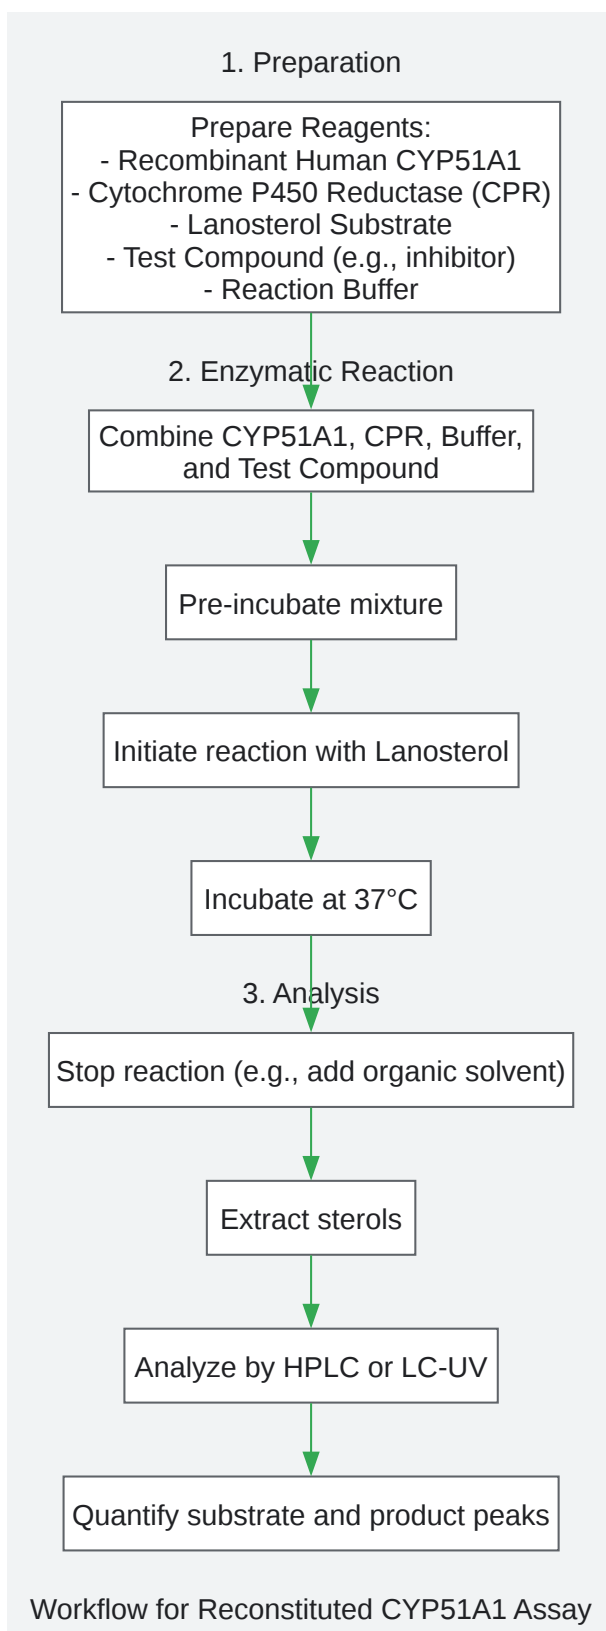 1. Preparation
Prepare Reagents:
- Recombinant Human CYP51A1
- Cytochrome P450 Reductase (CPR)
- Lanosterol Substrate
- Test Compound (e.g., inhibitor)
- Reaction Buffer
2. Enzymatic Reaction
Combine CYP51A1, CPR, Buffer,
and Test Compound
Pre-incubate mixture
Initiate reaction with Lanosterol
Incubate at 37°C
3. Analysis
Stop reaction (e.g., add organic solvent)
Extract sterols
Analyze by HPLC or LC-UV
Quantify substrate and product peaks
Workflow for Reconstituted CYP51A1 Assay